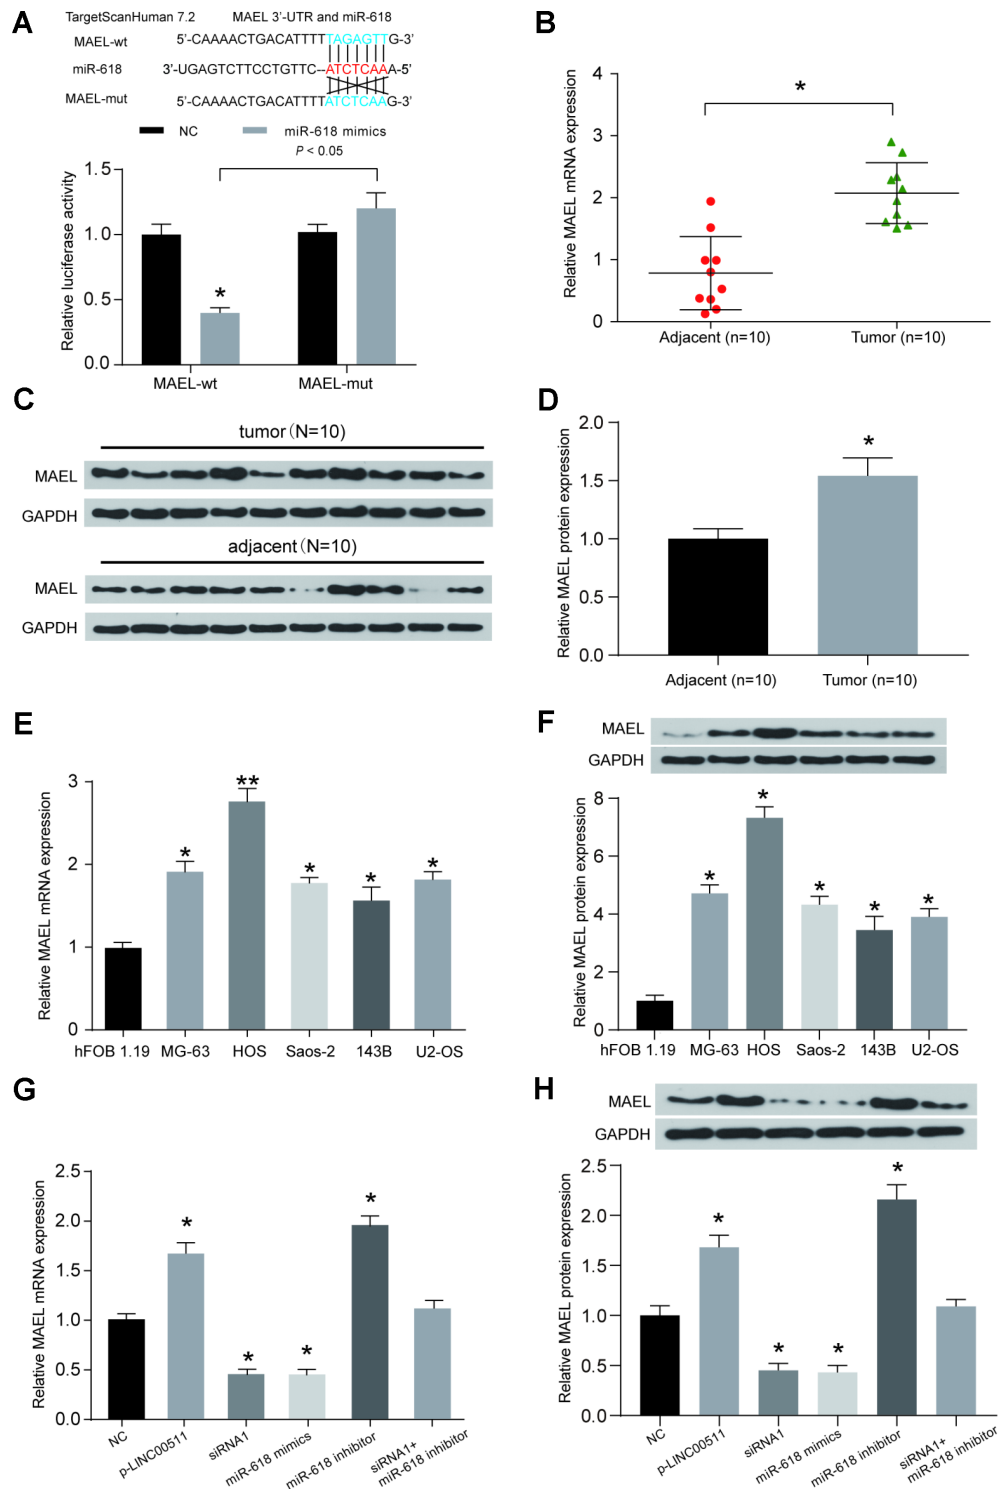 A
TargetScanHuman 7.2 MAEL 3'-UTR and miR-618
MAEL-wt 5'-CAAAACTGACATTTTTAGAGTTG-3'
miR-618 3'-UGAGTCTTCCTGTTC--ATCTCAAA-5'
MAEL-mut 5'-CAAAACTGACATTTTATCTCAAG-3'
NC miR-618 mimics
P < 0.05
Relative luciferase activity
1.5
1.0
0.5
0.0
*
MAEL-wt MAEL-mut
B
Relative MAEL mRNA expression
4
3
2
1
0
*
Adjacent (n=10) Tumor (n=10)
C
tumor (N=10)
MAEL
GAPDH
adjacent (N=10)
MAEL
GAPDH
D
Relative MAEL protein expression
2.0
1.5
1.0
0.5
0.0
*
Adjacent (n=10) Tumor (n=10)
E
Relative MAEL mRNA expression
3
2
1
0
* ** * * *
hFOB 1.19 MG-63 HOS Saos-2 143B U2-OS
F
MAEL
GAPDH
Relative MAEL protein expression
8
6
4
2
0
* * * * *
hFOB 1.19 MG-63 HOS Saos-2 143B U2-OS
G
Relative MAEL mRNA expression
2.5
2.0
1.5
1.0
0.5
0.0
* * * *
NC
p-LINC00511
siRNA1
miR-618 mimics
miR-618 inhibitor
siRNA1+
miR-618 inhibitor
H
MAEL
GAPDH
Relative MAEL protein expression
2.5
2.0
1.5
1.0
0.5
0.0
* * * *
NC
p-LINC00511
siRNA1
miR-618 mimics
miR-618 inhibitor
siRNA1+
miR-618 inhibitor